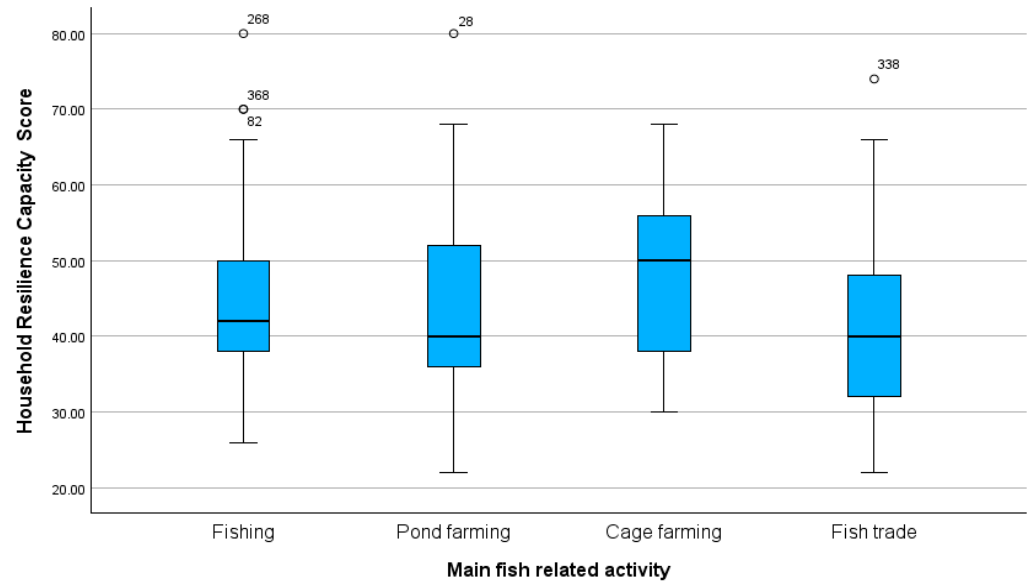 Household Resilience Capacity Score
80.00
70.00
60.00
50.00
40.00
30.00
20.00
268
368
82
28
338
Fishing
Pond farming
Cage farming
Fish trade
Main fish related activity